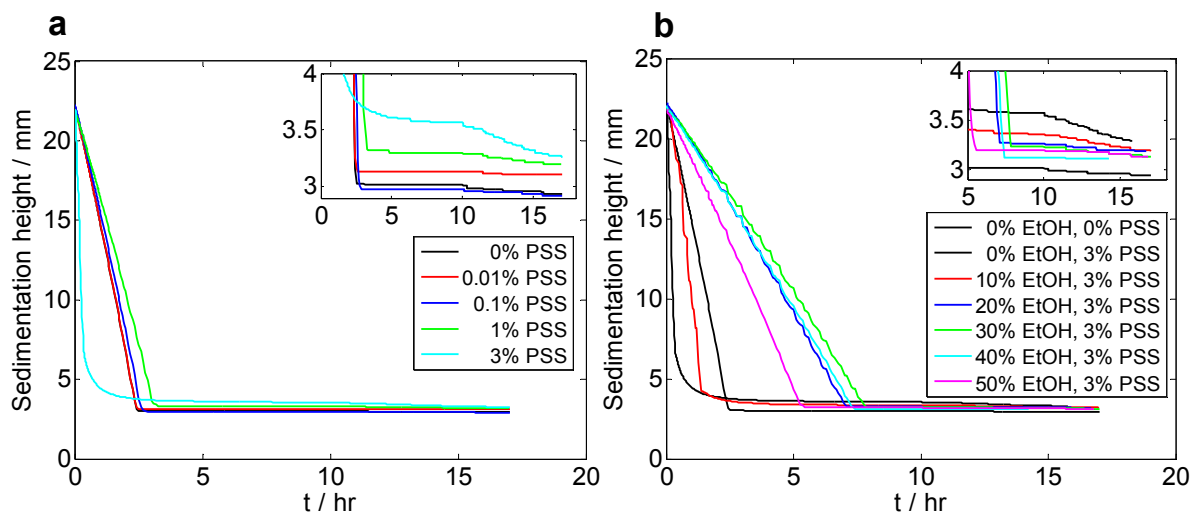 a
Sedimentation height / mm
25
20
15
10
5
0
0 5 10 15 20
t / hr
4
3.5
3
0 5 10 15
0% PSS
0.01% PSS
0.1% PSS
1% PSS
3% PSS
b
Sedimentation height / mm
25
20
15
10
5
0
0 5 10 15 20
t / hr
4
3.5
3
5 10 15
0% EtOH, 0% PSS
0% EtOH, 3% PSS
10% EtOH, 3% PSS
20% EtOH, 3% PSS
30% EtOH, 3% PSS
40% EtOH, 3% PSS
50% EtOH, 3% PSS